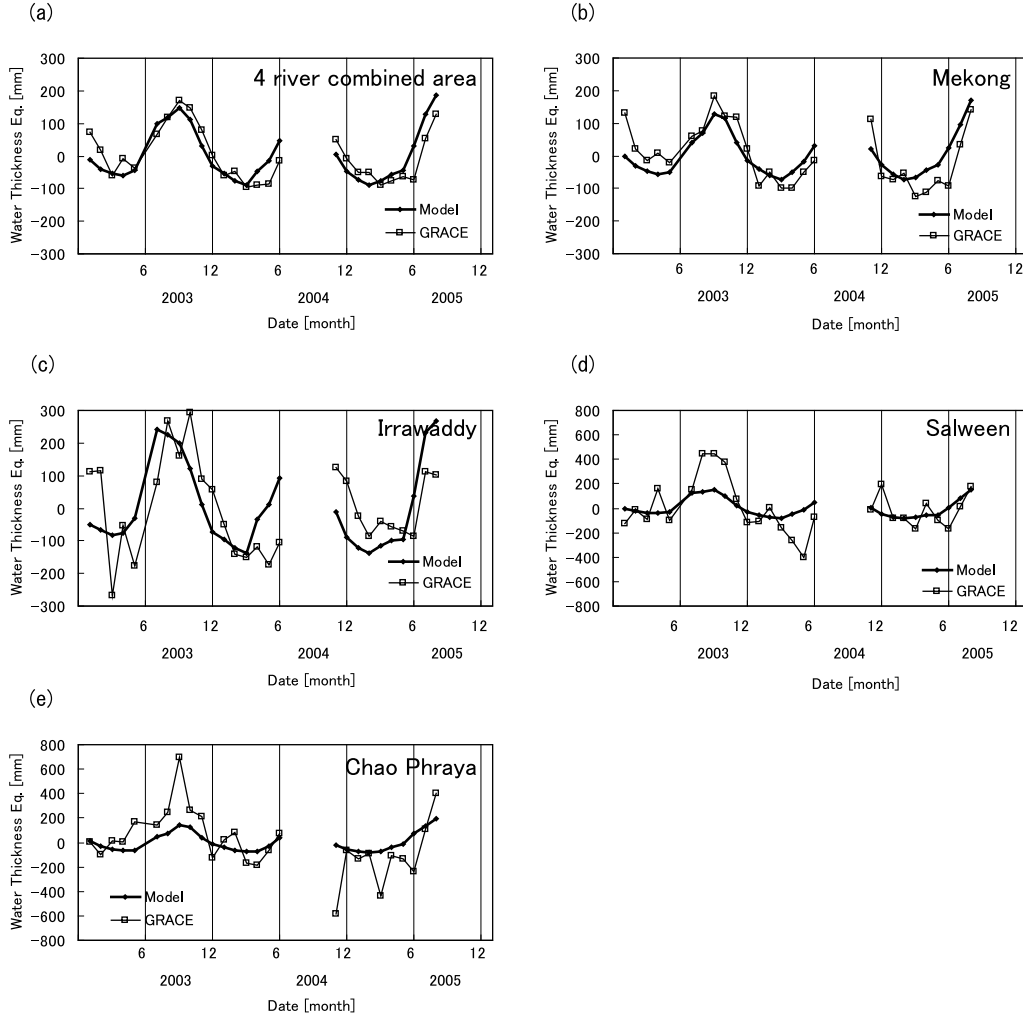 (a)
4 river combined area
Water Thickness Eq. [mm]
300
200
100
0
-100
-200
-300
Model
GRACE
6 12 6 12 6 12
2003 2004 2005
Date [month]
(b)
Mekong
Water Thickness Eq. [mm]
300
200
100
0
-100
-200
-300
Model
GRACE
6 12 6 12 6 12
2003 2004 2005
Date [month]
(c)
Irrawaddy
Water Thickness Eq. [mm]
300
200
100
0
-100
-200
-300
Model
GRACE
6 12 6 12 6 12
2003 2004 2005
Date [month]
(d)
Salween
Water Thickness Eq. [mm]
800
600
400
200
0
-200
-400
-600
-800
Model
GRACE
6 12 6 12 6 12
2003 2004 2005
Date [month]
(e)
Chao Phraya
Water Thickness Eq. [mm]
800
600
400
200
0
-200
-400
-600
-800
Model
GRACE
6 12 6 12 6 12
2003 2004 2005
Date [month]